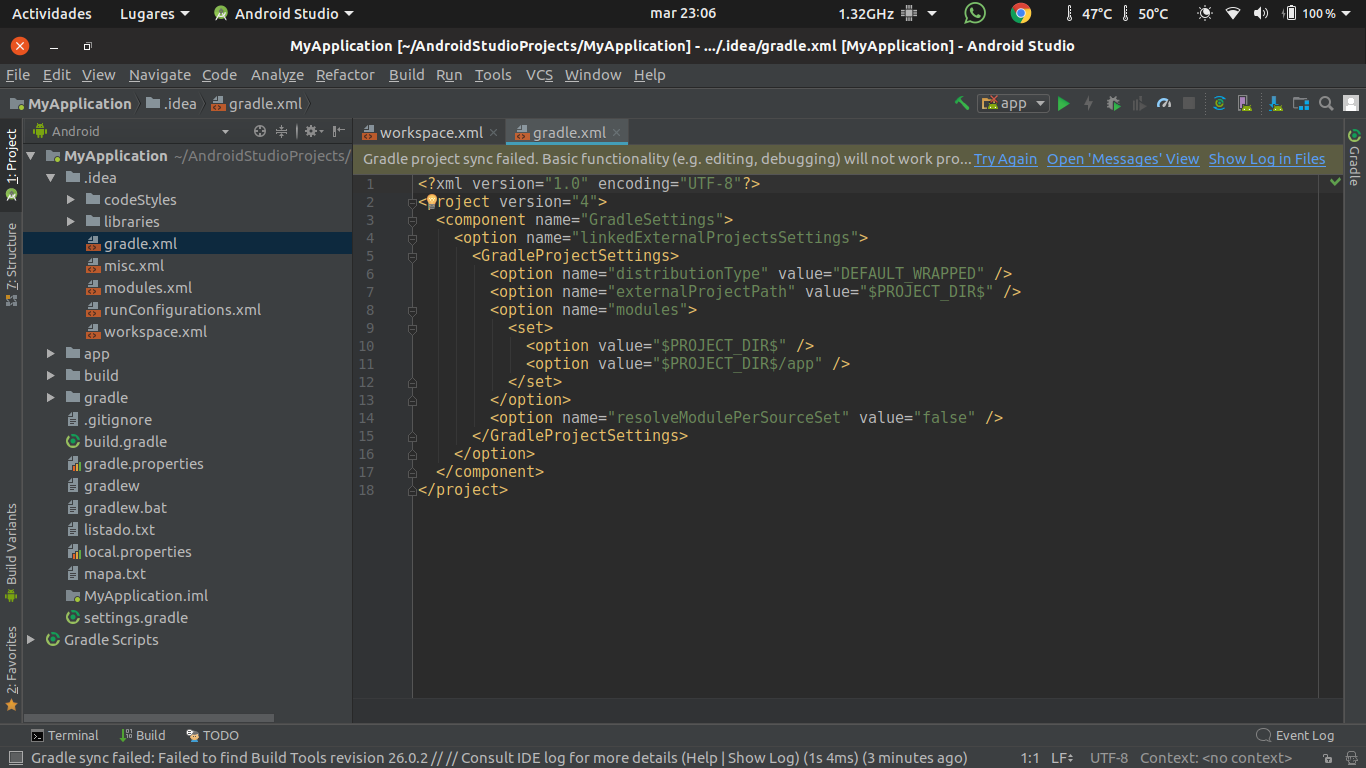 Actividades Lugares Android Studio mar 23:06 1.32GHz 47°C 50°C 100 %
MyApplication [~/AndroidStudioProjects/MyApplication] - .../.idea/gradle.xml [MyApplication] - Android Studio
File Edit View Navigate Code Analyze Refactor Build Run Tools VCS Window Help
MyApplication .idea gradle.xml app
1: Project
7: Structure
Build Variants
2: Favorites
Android
MyApplication ~/AndroidStudioProjects/
.idea
codeStyles
libraries
gradle.xml
misc.xml
modules.xml
runConfigurations.xml
workspace.xml
app
build
gradle
.gitignore
build.gradle
gradle.properties
gradlew
gradlew.bat
listado.txt
local.properties
mapa.txt
MyApplication.iml
settings.gradle
Gradle Scripts
workspace.xml gradle.xml
Gradle project sync failed. Basic functionality (e.g. editing, debugging) will not work pro... Try Again Open 'Messages' View Show Log in Files
1 <?xml version="1.0" encoding="UTF-8"?>
2 <project version="4">
3 <component name="GradleSettings">
4 <option name="linkedExternalProjectsSettings">
5 <GradleProjectSettings>
6 <option name="distributionType" value="DEFAULT_WRAPPED" />
7 <option name="externalProjectPath" value="$PROJECT_DIR$" />
8 <option name="modules">
9 <set>
10 <option value="$PROJECT_DIR$" />
11 <option value="$PROJECT_DIR$/app" />
12 </set>
13 </option>
14 <option name="resolveModulePerSourceSet" value="false" />
15 </GradleProjectSettings>
16 </option>
17 </component>
18 </project>
Gradle
Terminal Build TODO Event Log
Gradle sync failed: Failed to find Build Tools revision 26.0.2 // // Consult IDE log for more details (Help | Show Log) (1s 4ms) (3 minutes ago) 1:1 LF÷ UTF-8 Context: <no context>